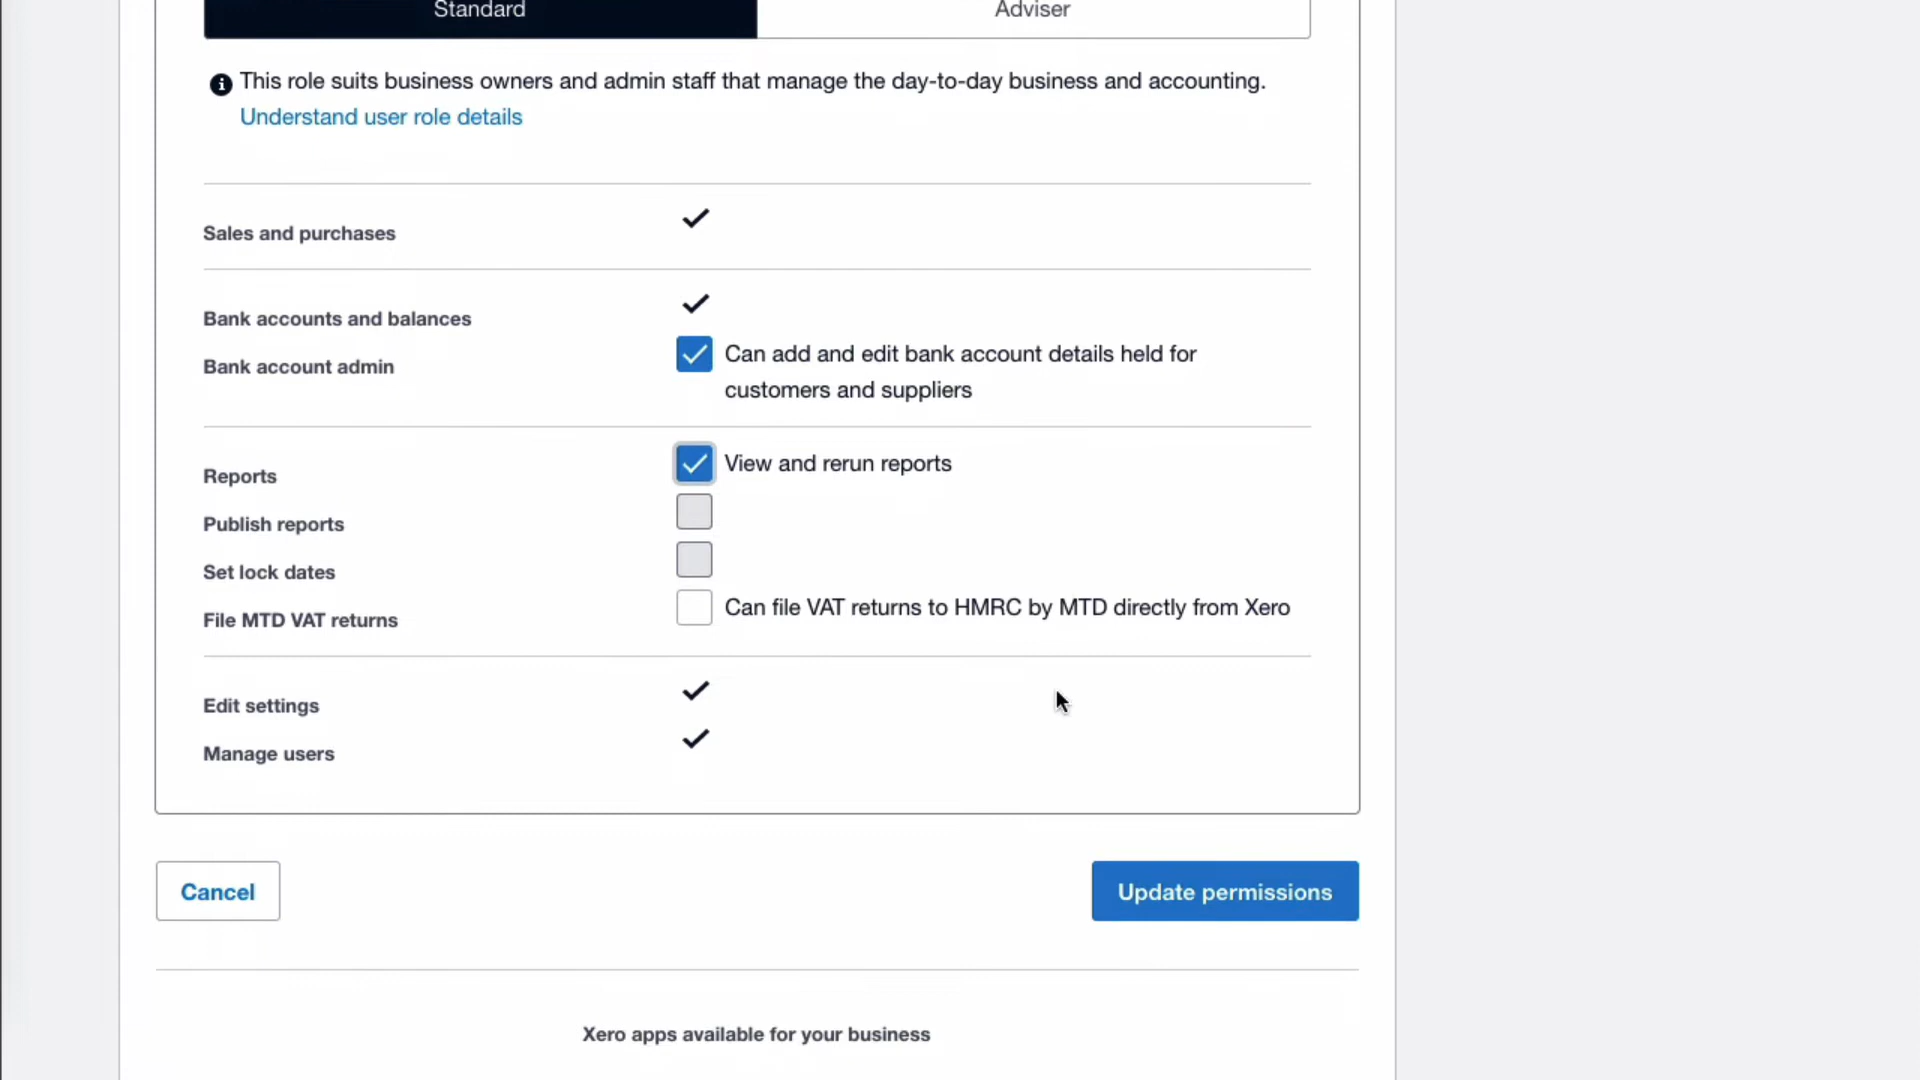 Standard
Adviser
This role suits business owners and admin staff that manage the day-to-day business and accounting.
Understand user role details
Sales and purchases
Bank accounts and balances
Bank account admin
Can add and edit bank account details held for
customers and suppliers
Reports
View and rerun reports
Publish reports
Set lock dates
File MTD VAT returns
Can file VAT returns to HMRC by MTD directly from Xero
Edit settings
Manage users
Cancel
Update permissions
Xero apps available for your business